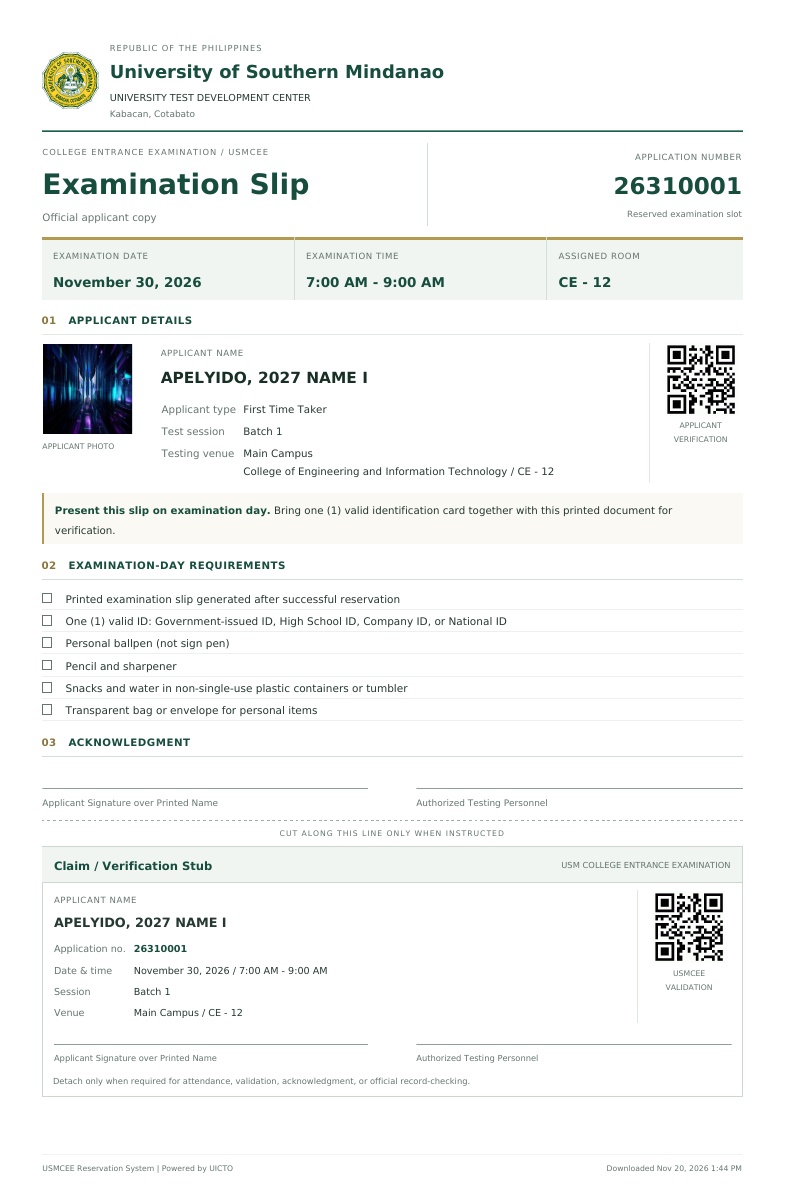 REPUBLIC OF THE PHILIPPINES
University of Southern Mindanao
UNIVERSITY TEST DEVELOPMENT CENTER
Kabacan, Cotabato
COLLEGE ENTRANCE EXAMINATION / USMCEE
Examination Slip
Official applicant copy
APPLICATION NUMBER
26310001
Reserved examination slot
EXAMINATION DATE
November 30, 2026
EXAMINATION TIME
7:00 AM - 9:00 AM
ASSIGNED ROOM
CE - 12
01 APPLICANT DETAILS
APPLICANT PHOTO
APPLICANT NAME
APELYIDO, 2027 NAME I
Applicant type First Time Taker
Test session Batch 1
Testing venue Main Campus
College of Engineering and Information Technology / CE - 12
APPLICANT
VERIFICATION
Present this slip on examination day. Bring one (1) valid identification card together with this printed document for
verification.
02 EXAMINATION-DAY REQUIREMENTS
Printed examination slip generated after successful reservation
One (1) valid ID: Government-issued ID, High School ID, Company ID, or National ID
Personal ballpen (not sign pen)
Pencil and sharpener
Snacks and water in non-single-use plastic containers or tumbler
Transparent bag or envelope for personal items
03 ACKNOWLEDGMENT
Applicant Signature over Printed Name
Authorized Testing Personnel
CUT ALONG THIS LINE ONLY WHEN INSTRUCTED
Claim / Verification Stub
USM COLLEGE ENTRANCE EXAMINATION
APPLICANT NAME
APELYIDO, 2027 NAME I
Application no. 26310001
Date & time November 30, 2026 / 7:00 AM - 9:00 AM
Session Batch 1
Venue Main Campus / CE - 12
USMCEE
VALIDATION
Applicant Signature over Printed Name
Authorized Testing Personnel
Detach only when required for attendance, validation, acknowledgment, or official record-checking.
USMCEE Reservation System | Powered by UICTO
Downloaded Nov 20, 2026 1:44 PM